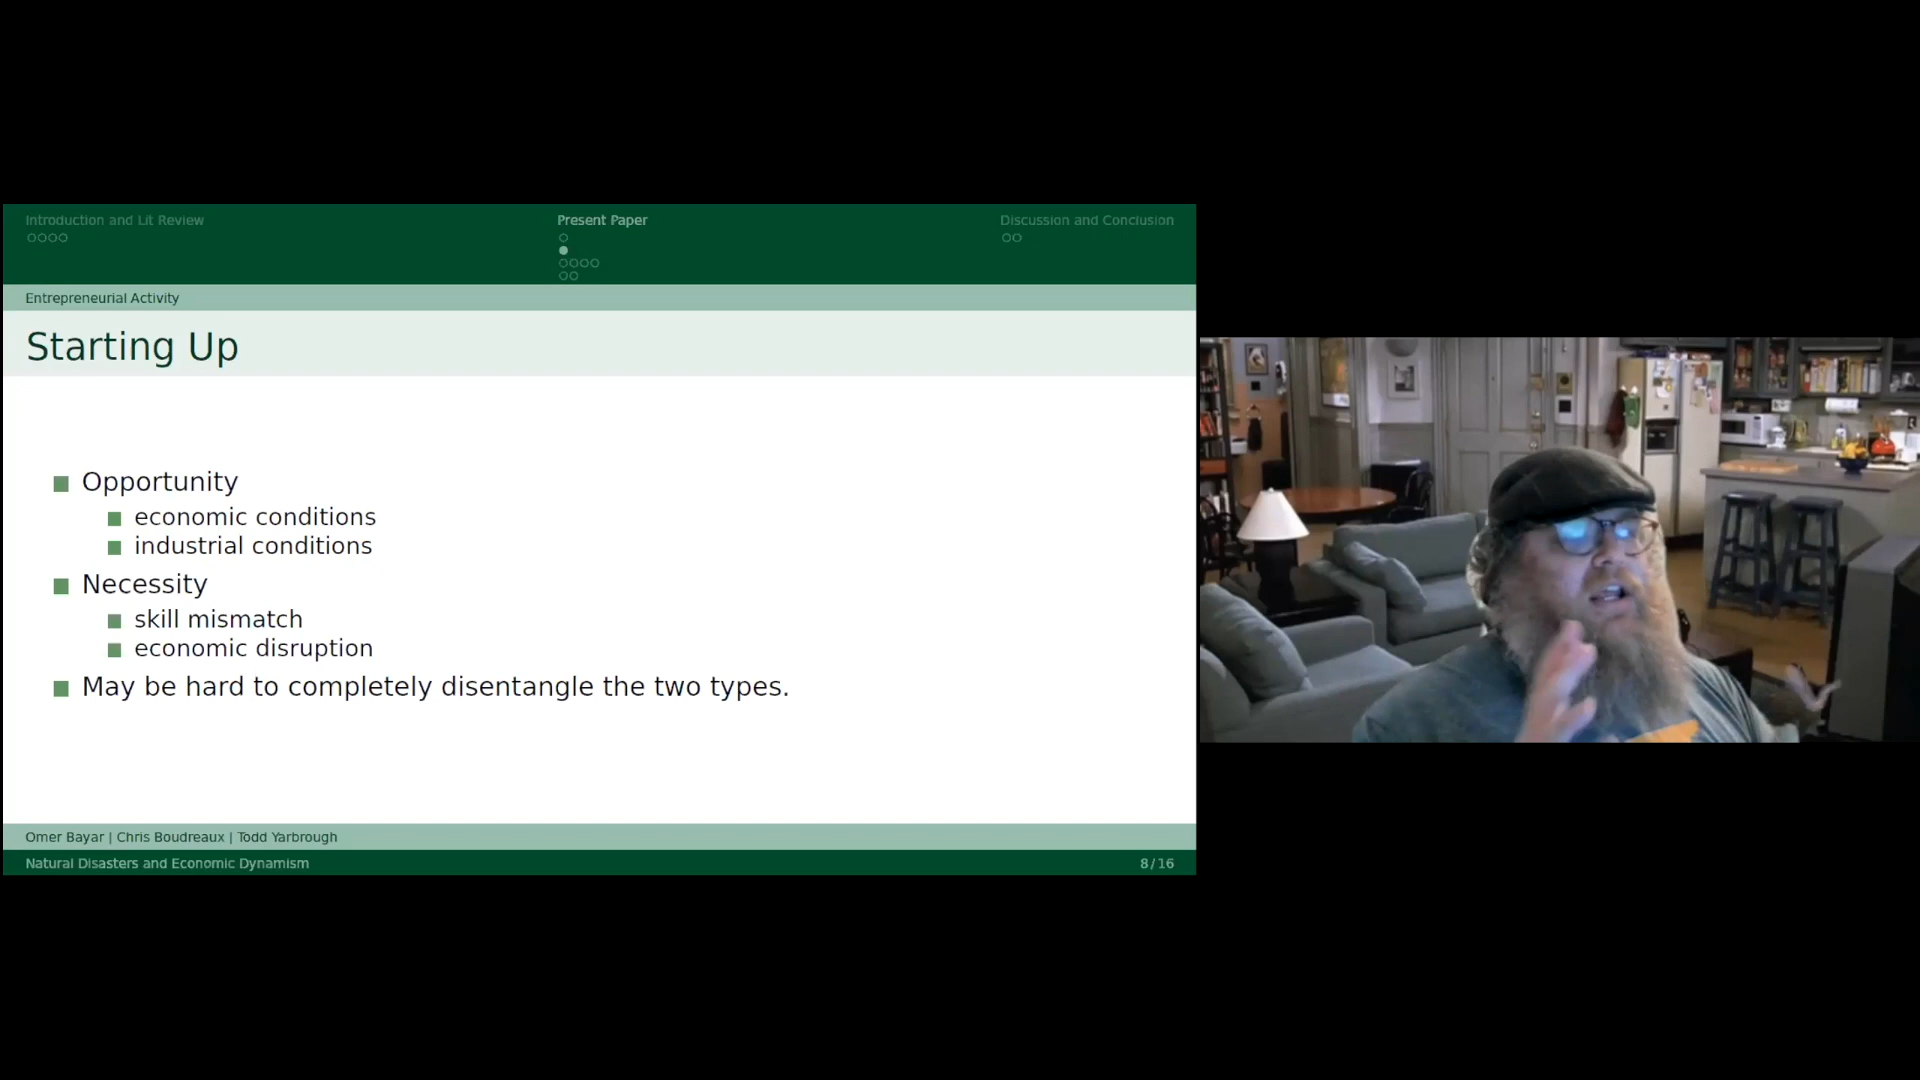 Introduction and Lit Review
Present Paper
Discussion and Conclusion
Entrepreneurial Activity
Starting Up
Opportunity
economic conditions
industrial conditions
Necessity
skill mismatch
economic disruption
May be hard to completely disentangle the two types.
Omer Bayar | Chris Boudreaux | Todd Yarbrough
Natural Disasters and Economic Dynamism
8/16